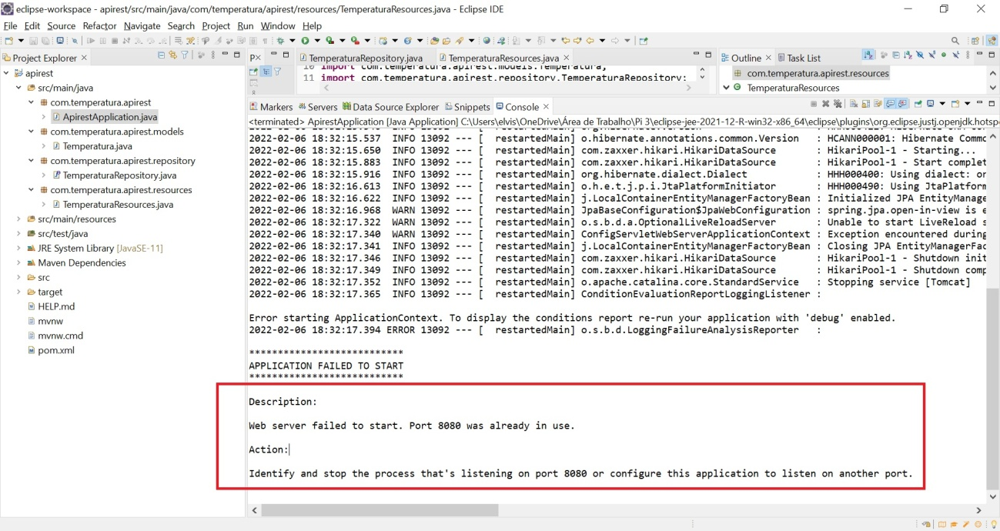 eclipse-workspace - apirest/src/main/java/com/temperatura/apirest/resources/TemperaturaResources.java - Eclipse IDE
File Edit Source Refactor Navigate Search Project Run Window Help
Project Explorer
P
TemperaturaRepository.java
TemperaturaResources.java
Outline
Task List
apirest
src/main/java
com.temperatura.apirest
ApirestApplication.java
com.temperatura.apirest.models
Temperatura.java
com.temperatura.apirest.repository
TemperaturaRepository.java
com.temperatura.apirest.resources
TemperaturaResources.java
src/main/resources
src/test/java
JRE System Library [JavaSE-11]
Maven Dependencies
src
target
HELP.md
mvnw
mvnw.cmd
pom.xml
10 import com.temperatura.apirest.models.Temperatura;
11 import com.temperatura.apirest.repository.TemperaturaRepository;
com.temperatura.apirest.resources
TemperaturaResources
Markers Servers Data Source Explorer Snippets Console
<terminated> ApirestApplication [Java Application] C:\Users\elvis\OneDrive\Área de Trabalho\Pi 3\eclipse-jee-2021-12-R-win32-x86_64\eclipse\plugins\org.eclipse.justj.openjdk.hotsp
2022-02-06 18:32:15.537 INFO 13092 --- [ restartedMain] o.hibernate.annotations.common.Version : HCANN000001: Hibernate Commo
2022-02-06 18:32:15.650 INFO 13092 --- [ restartedMain] com.zaxxer.hikari.HikariDataSource : HikariPool-1 - Starting...
2022-02-06 18:32:15.883 INFO 13092 --- [ restartedMain] com.zaxxer.hikari.HikariDataSource : HikariPool-1 - Start complet
2022-02-06 18:32:15.916 INFO 13092 --- [ restartedMain] org.hibernate.dialect.Dialect : HHH000400: Using dialect: or
2022-02-06 18:32:16.613 INFO 13092 --- [ restartedMain] o.h.e.t.j.p.i.JtaPlatformInitiator : HHH000490: Using JtaPlatform
2022-02-06 18:32:16.622 INFO 13092 --- [ restartedMain] j.LocalContainerEntityManagerFactoryBean : Initialized JPA EntityManage
2022-02-06 18:32:16.968 WARN 13092 --- [ restartedMain] JpaBaseConfiguration$JpaWebConfiguration : spring.jpa.open-in-view is e
2022-02-06 18:32:17.322 WARN 13092 --- [ restartedMain] o.s.b.d.a.OptionalLiveReloadServer : Unable to start LiveReload s
2022-02-06 18:32:17.340 WARN 13092 --- [ restartedMain] ConfigServletWebServerApplicationContext : Exception encountered during
2022-02-06 18:32:17.341 INFO 13092 --- [ restartedMain] j.LocalContainerEntityManagerFactoryBean : Closing JPA EntityManagerFac
2022-02-06 18:32:17.346 INFO 13092 --- [ restartedMain] com.zaxxer.hikari.HikariDataSource : HikariPool-1 - Shutdown init
2022-02-06 18:32:17.349 INFO 13092 --- [ restartedMain] com.zaxxer.hikari.HikariDataSource : HikariPool-1 - Shutdown comp
2022-02-06 18:32:17.352 INFO 13092 --- [ restartedMain] o.apache.catalina.core.StandardService : Stopping service [Tomcat]
2022-02-06 18:32:17.365 INFO 13092 --- [ restartedMain] ConditionEvaluationReportLoggingListener :
Error starting ApplicationContext. To display the conditions report re-run your application with 'debug' enabled.
2022-02-06 18:32:17.394 ERROR 13092 --- [ restartedMain] o.s.b.d.LoggingFailureAnalysisReporter :
***************************
APPLICATION FAILED TO START
***************************
Description:
Web server failed to start. Port 8080 was already in use.
Action:
Identify and stop the process that's listening on port 8080 or configure this application to listen on another port.